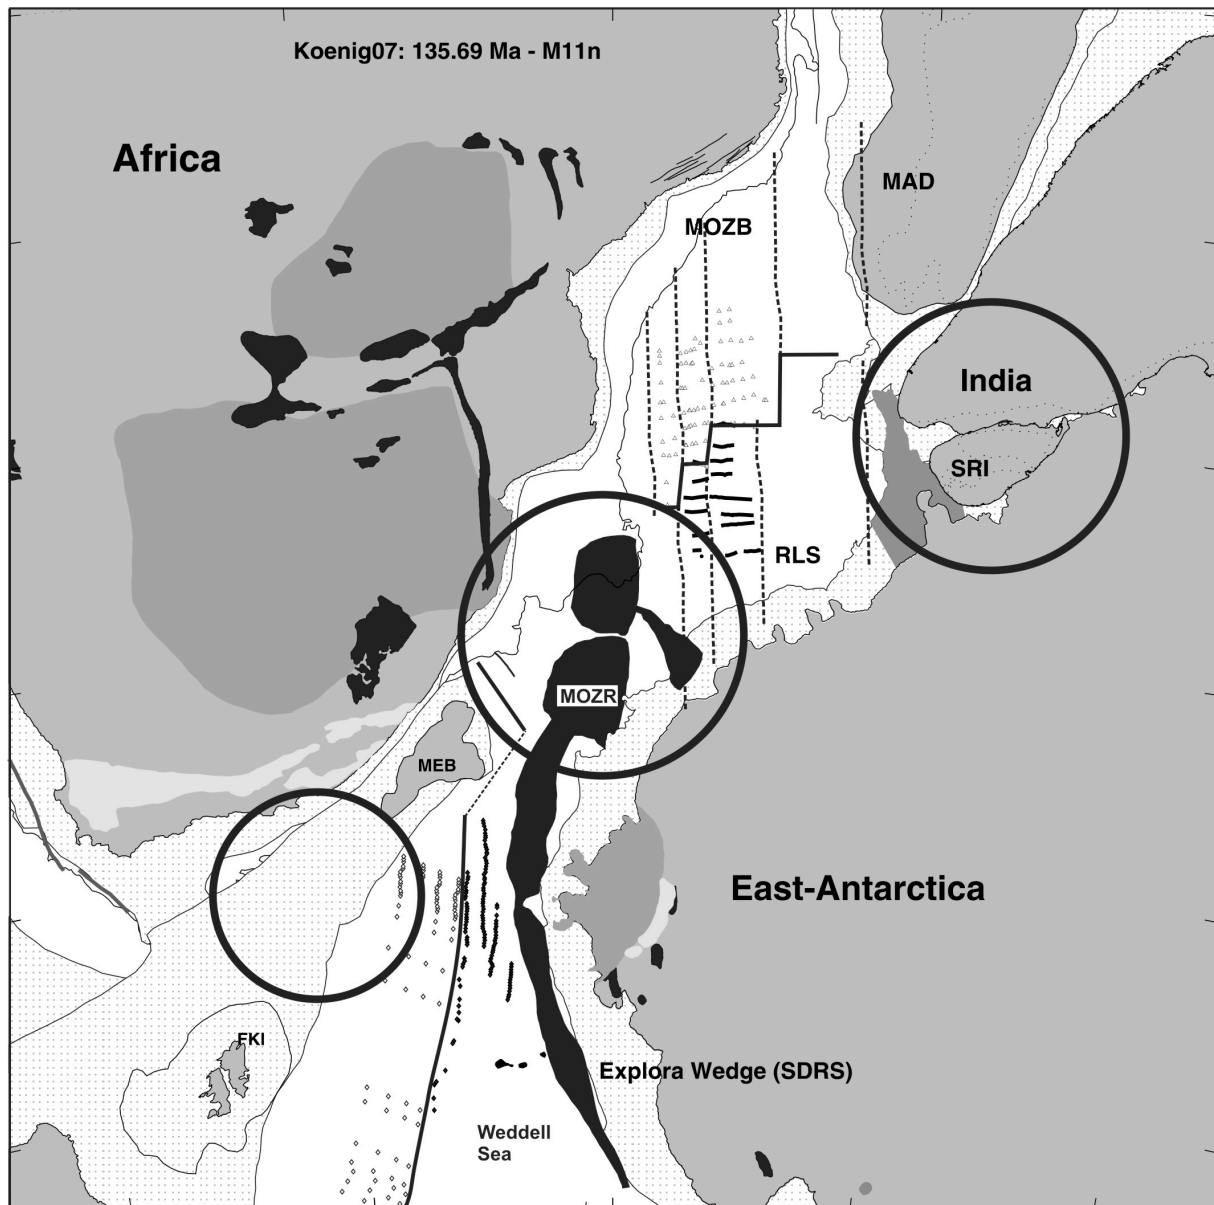 Koenig07: 135.69 Ma - M11n
Africa
MAD
MOZB
India
SRI
RLS
MOZR
MEB
East-Antarctica
FKI
Explora Wedge (SDRS)
Weddell
Sea